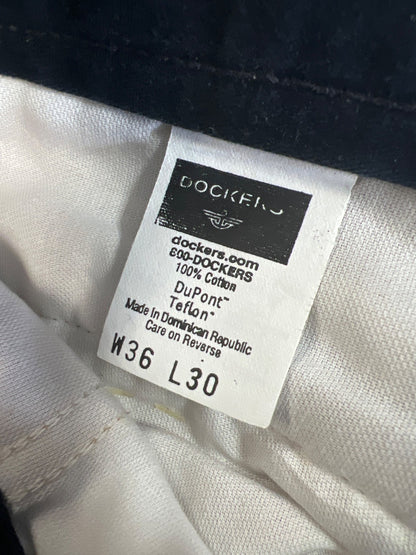 DOCKERS
dockers.com
800-DOCKERS
100% Cotton
DuPont™
Teflon®
Made In Dominican Republic
Care on Reverse
W36 L30